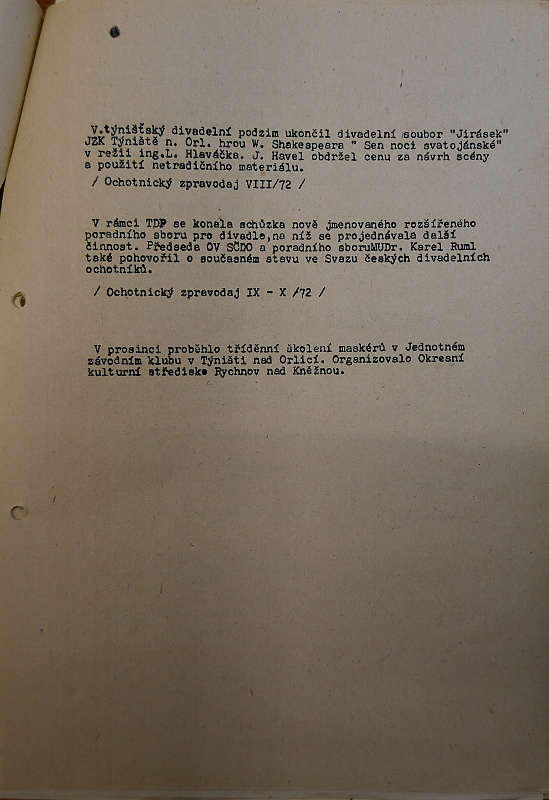 V.týništský divadelní podzim ukončil divadelní soubor "Jirásek"
JZK Týniště n. Orl. hrou W. Shakespeara " Sen noci svatojánské"
v režii ing.L. Hlaváčka. J. Havel obdržel cenu za návrh scény
a použití netradičního materiálu.
/ Ochotnický zpravodaj VIII/72 /
V rámci TDP se konala schůzka nově jmenovaného rozšířeného
poradního sboru pro divadlo,na níž se projednávala další
činnost. Předseda OV SČDO a poradního sboruMUDr. Karel Ruml
také pohovořil o současném stavu ve Svazu českých divadelních
ochotníků.
/ Ochotnický zpravodaj IX - X /72 /
V prosinci proběhlo třídenní školení maskérů v Jednotném
závodním klubu v Týništi nad Orlicí. Organizovalo Okresní
kulturní středisko Rychnov nad Kněžnou.